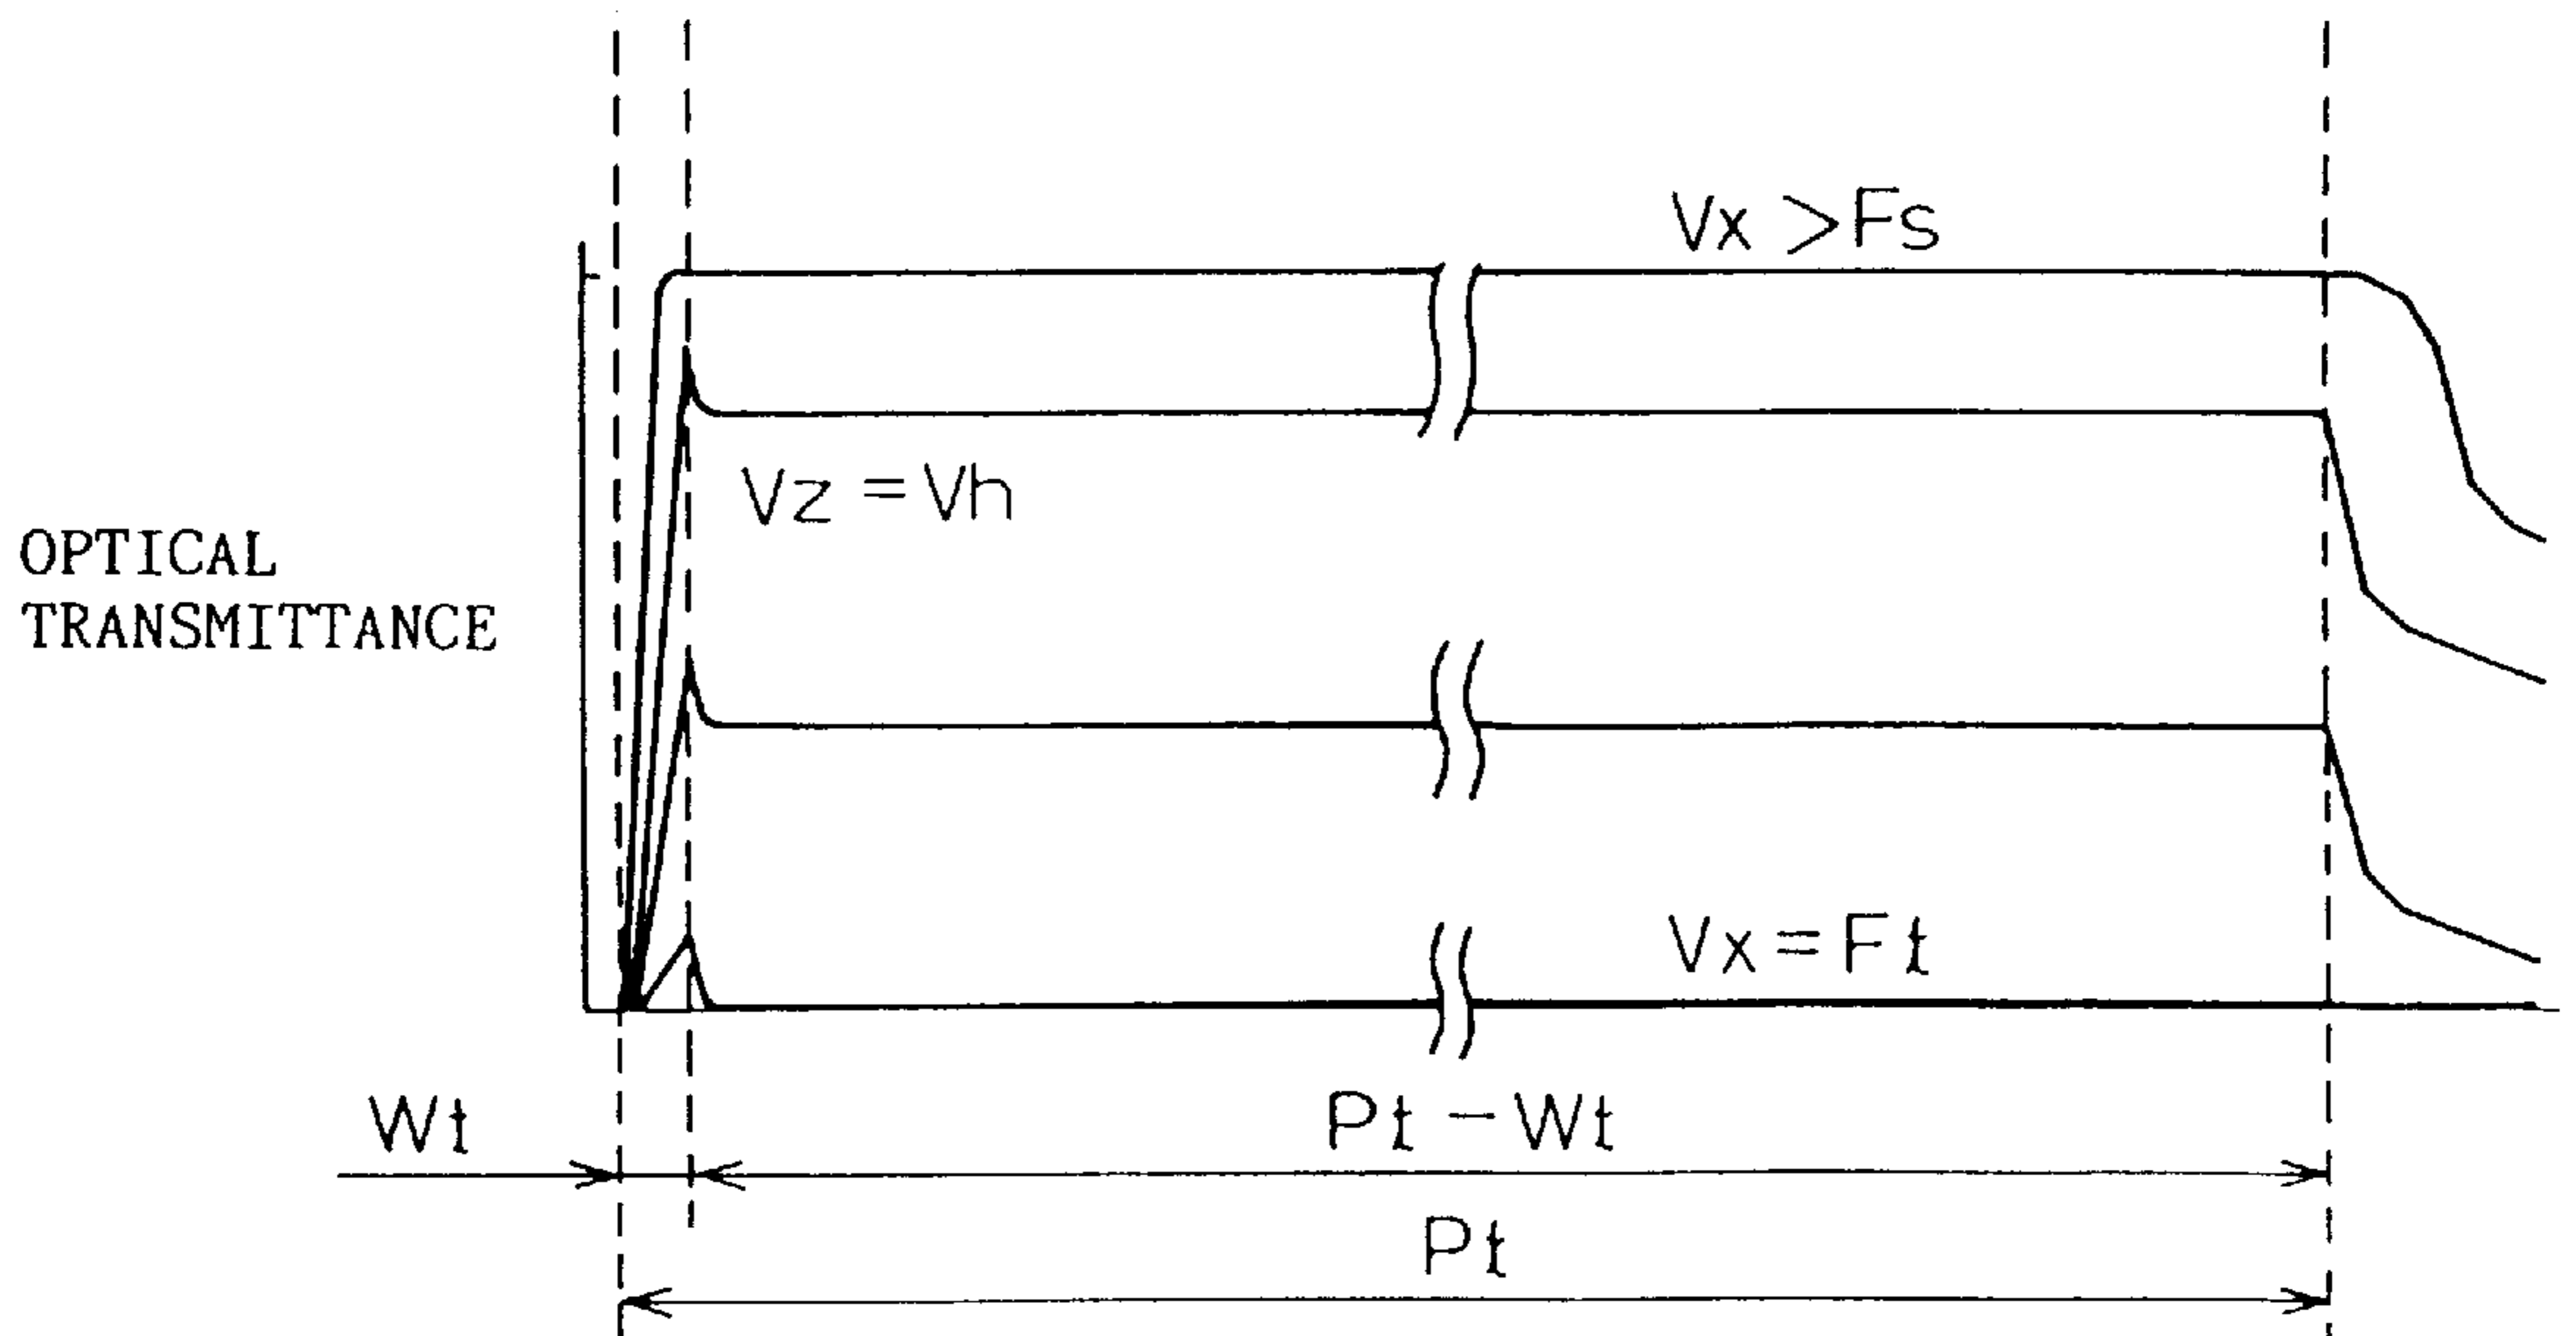 Vx >Fs
Vz = Vh
OPTICAL
TRANSMITTANCE
Vx = Ft
Wt
Pt - Wt
Pt